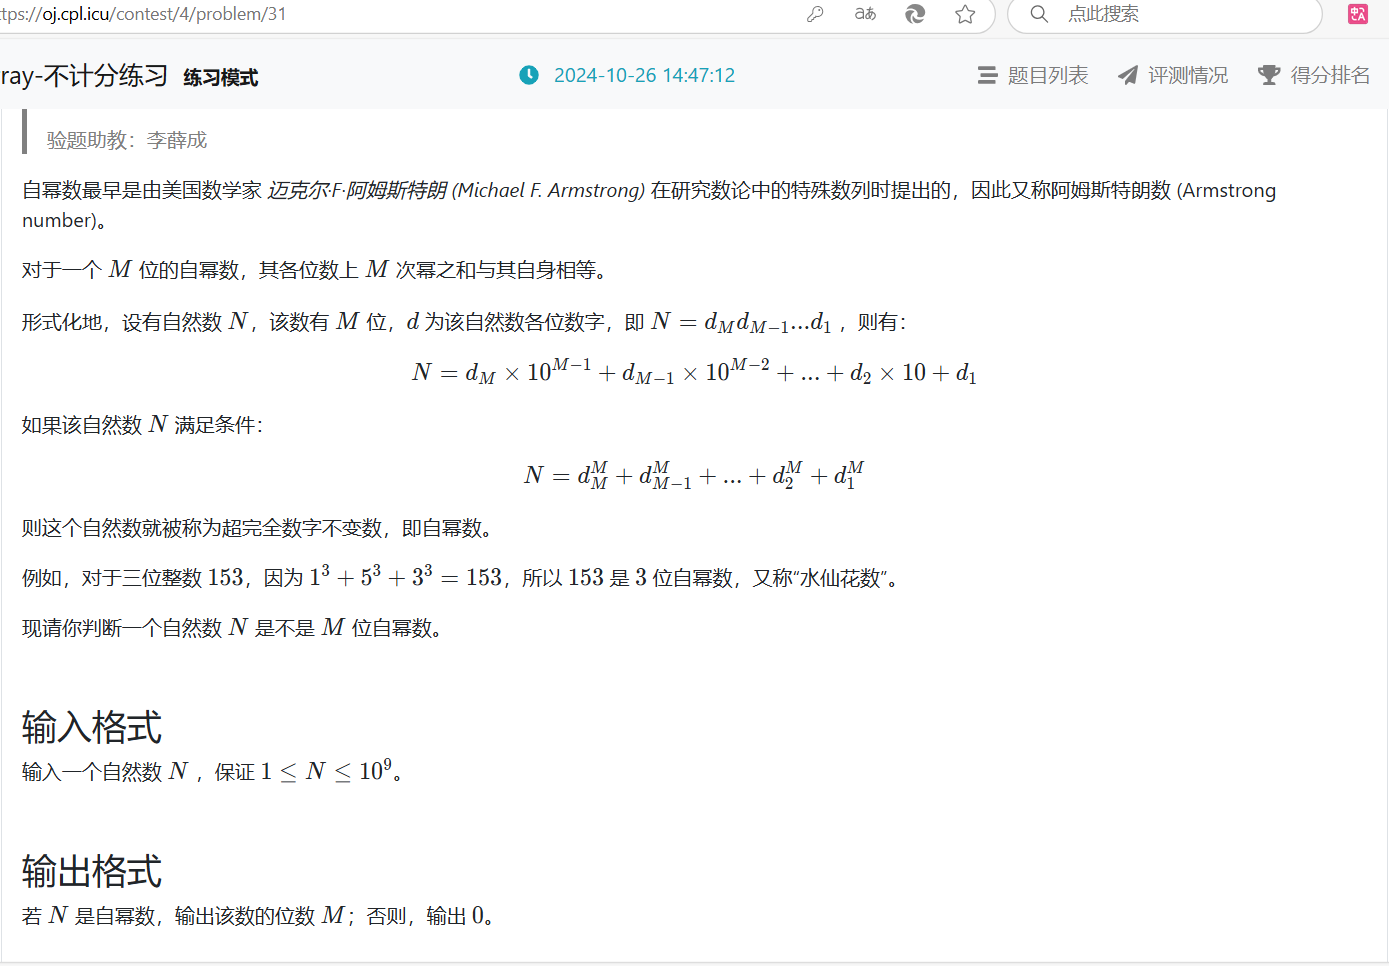 ttps://oj.cpl.icu/contest/4/problem/31
aあ
点此搜索
ray-不计分练习 练习模式
2024-10-26 14:47:12
题目列表
评测情况
得分排名
验题助教：李薛成
自幂数最早是由美国数学家 迈克尔·F·阿姆斯特朗 (Michael F. Armstrong) 在研究数论中的特殊数列时提出的，因此又称阿姆斯特朗数 (Armstrong
number)。
对于一个 M 位的自幂数，其各位数上 M 次幂之和与其自身相等。
形式化地，设有自然数 N，该数有 M 位，d 为该自然数各位数字，即 N = d_M d_{M−1}...d_1 ，则有：
N = d_M × 10^{M−1} + d_{M−1} × 10^{M−2} + ... + d_2 × 10 + d_1
如果该自然数 N 满足条件：
N = d_M^M + d_{M−1}^M + ... + d_2^M + d_1^M
则这个自然数就被称为超完全数字不变数，即自幂数。
例如，对于三位整数 153，因为 1^3 + 5^3 + 3^3 = 153，所以 153 是 3 位自幂数，又称“水仙花数”。
现请你判断一个自然数 N 是不是 M 位自幂数。
输入格式
输入一个自然数 N ，保证 1 ≤ N ≤ 10^9。
输出格式
若 N 是自幂数，输出该数的位数 M；否则，输出 0。